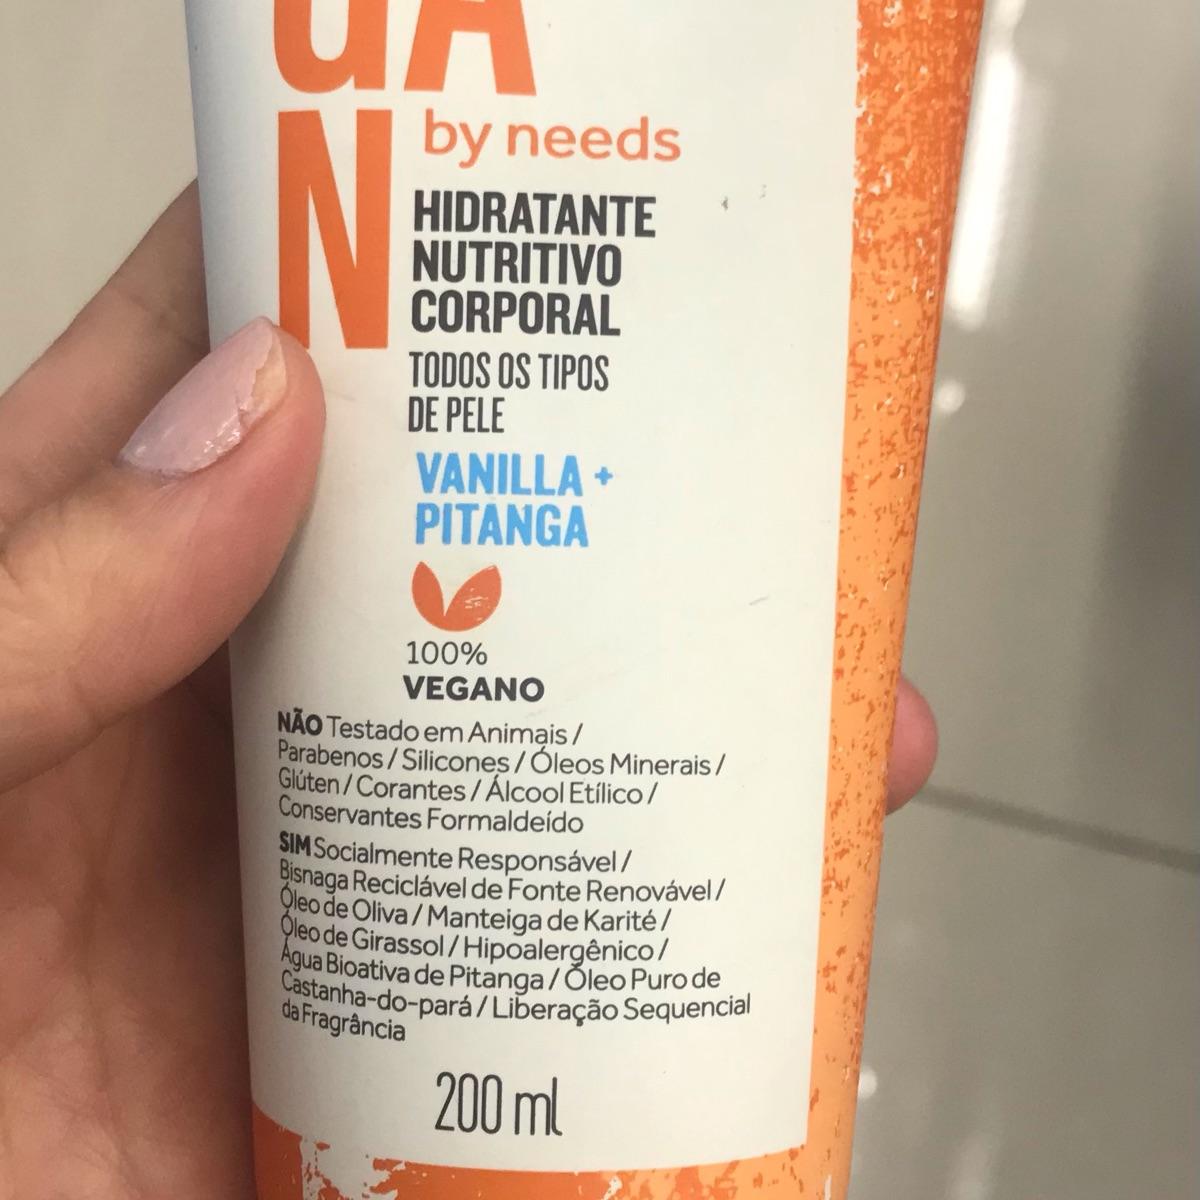 GA
N
by needs
HIDRATANTE
NUTRITIVO
CORPORAL
TODOS OS TIPOS
DE PELE
VANILLA +
PITANGA
100%
VEGANO
NÃO Testado em Animais /
Parabenos / Silicones / Óleos Minerais /
Glúten / Corantes / Álcool Etílico /
Conservantes Formaldeído
SIM Socialmente Responsável /
Bisnaga Reciclável de Fonte Renovável /
Óleo de Oliva / Manteiga de Karité /
Óleo de Girassol / Hipoalergênico /
Água Bioativa de Pitanga / Óleo Puro de
Castanha-do-pará / Liberação Sequencial
da Fragrância
200 ml